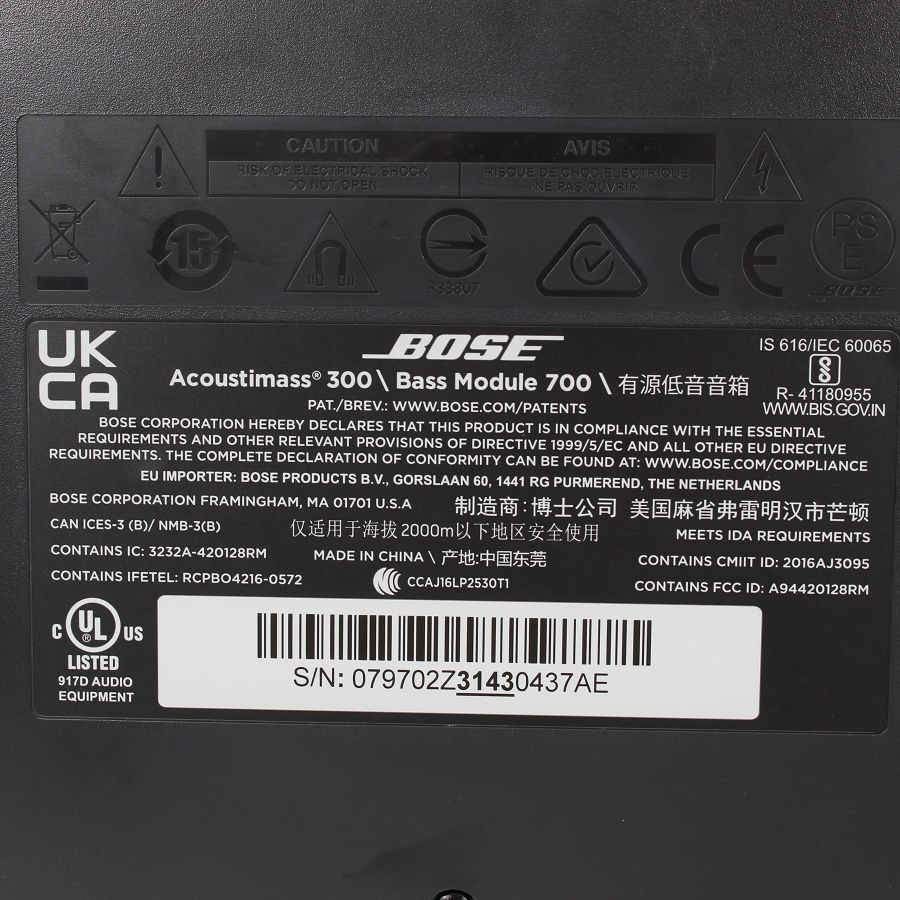 CAUTION
RISK OF ELECTRICAL SHOCK
DO NOT OPEN
AVIS
RISQUE DE CHOC ELECTRIQUE
NE PAS OUVRIR
15
R33807
CE
PS
E
BOSE
UK
CA
BOSE
Acoustimass® 300 \ Bass Module 700 \ 有源低音音箱
PAT./BREV.: WWW.BOSE.COM/PATENTS
IS 616/IEC 60065
R- 41180955
WWW.BIS.GOV.IN
BOSE CORPORATION HEREBY DECLARES THAT THIS PRODUCT IS IN COMPLIANCE WITH THE ESSENTIAL
REQUIREMENTS AND OTHER RELEVANT PROVISIONS OF DIRECTIVE 1999/5/EC AND ALL OTHER EU DIRECTIVE
REQUIREMENTS. THE COMPLETE DECLARATION OF CONFORMITY CAN BE FOUND AT: WWW.BOSE.COM/COMPLIANCE
EU IMPORTER: BOSE PRODUCTS B.V., GORSLAAN 60, 1441 RG PURMEREND, THE NETHERLANDS
BOSE CORPORATION FRAMINGHAM, MA 01701 U.S.A 制造商: 博士公司 美国麻省弗雷明汉市芒顿
CAN ICES-3 (B)/ NMB-3(B) 仅适用于海拔 2000m以下地区安全使用 MEETS IDA REQUIREMENTS
CONTAINS IC: 3232A-420128RM MADE IN CHINA \ 产地:中国东莞 CONTAINS CMIIT ID: 2016AJ3095
CONTAINS IFETEL: RCPBO4216-0572 CCAJ16LP2530T1 CONTAINS FCC ID: A94420128RM
C UL ® US
LISTED
917D AUDIO
EQUIPMENT
S/N: 079702Z31430437AE